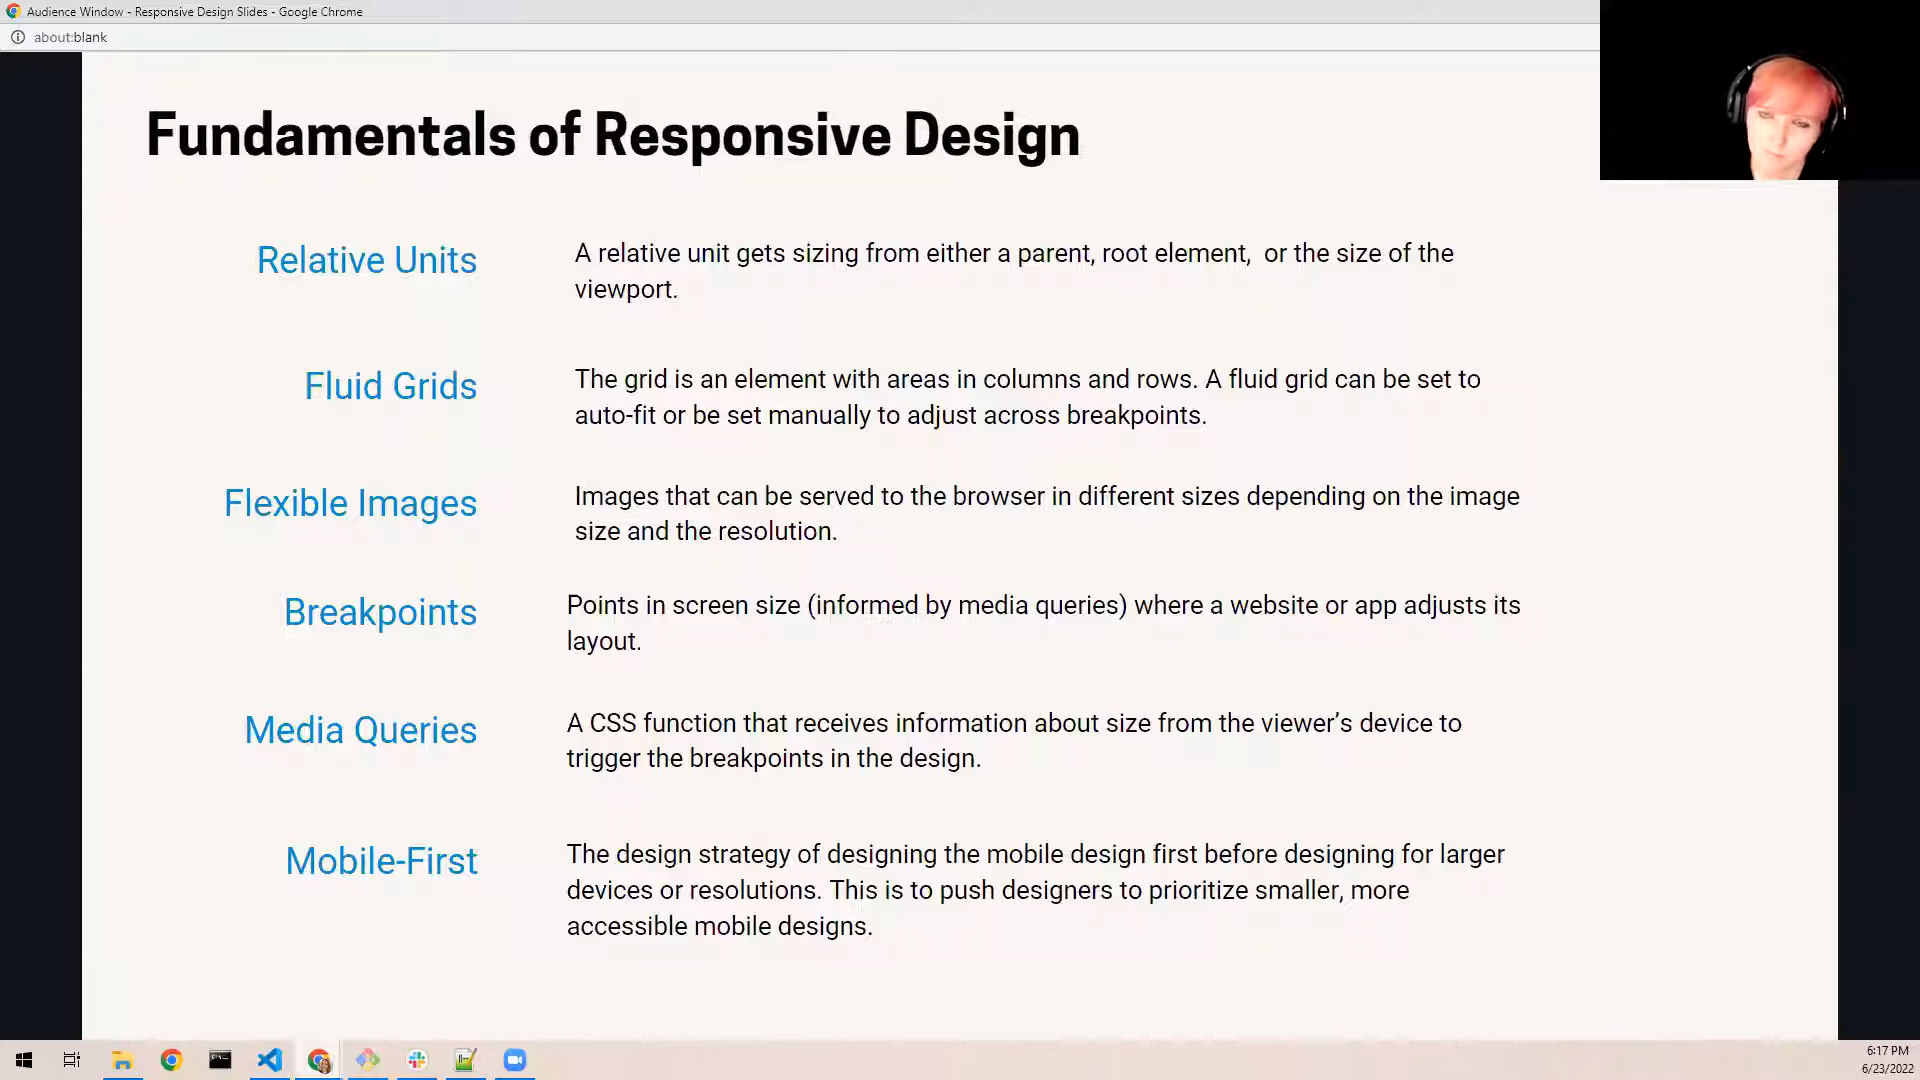 Audience Window - Responsive Design Slides - Google Chrome
about:blank
Fundamentals of Responsive Design
Relative Units
A relative unit gets sizing from either a parent, root element,  or the size of the
viewport.
Fluid Grids
The grid is an element with areas in columns and rows. A fluid grid can be set to
auto-fit or be set manually to adjust across breakpoints.
Flexible Images
Images that can be served to the browser in different sizes depending on the image
size and the resolution.
Breakpoints
Points in screen size (informed by media queries) where a website or app adjusts its
layout.
Media Queries
A CSS function that receives information about size from the viewer’s device to
trigger the breakpoints in the design.
Mobile-First
The design strategy of designing the mobile design first before designing for larger
devices or resolutions. This is to push designers to prioritize smaller, more
accessible mobile designs.
6:17 PM
6/23/2022